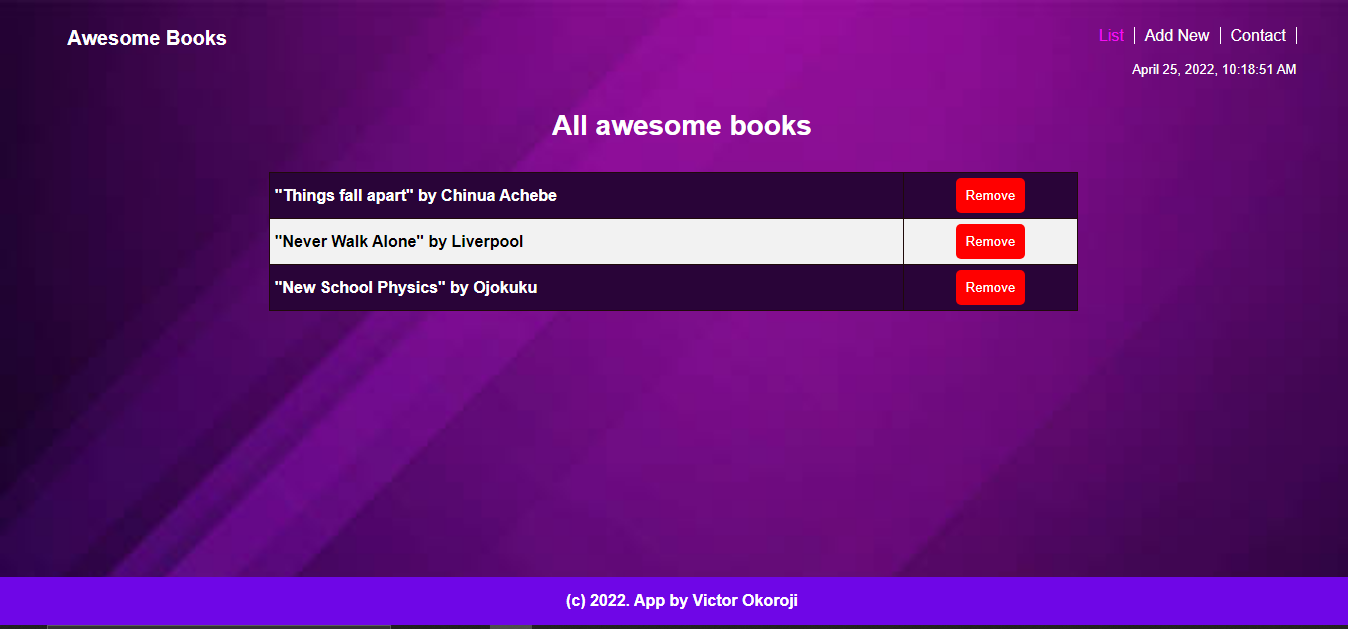 Awesome Books
List Add New Contact
April 25, 2022, 10:18:51 AM
All awesome books
"Things fall apart" by Chinua Achebe Remove
"Never Walk Alone" by Liverpool Remove
"New School Physics" by Ojokuku Remove
(c) 2022. App by Victor Okoroji